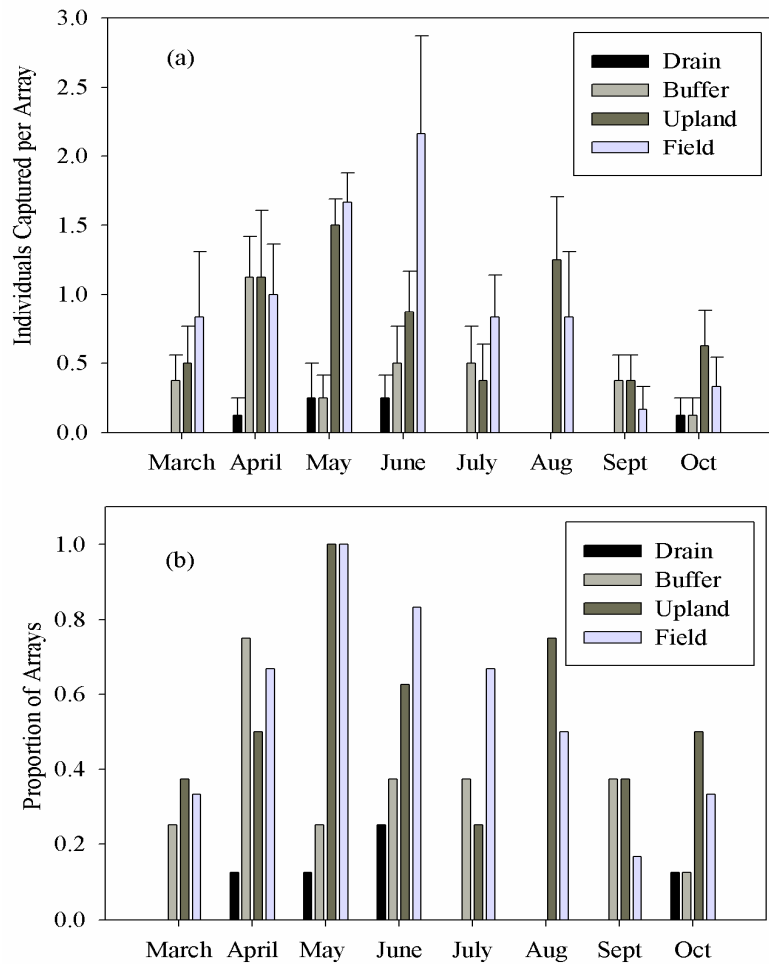 3.0
2.5
2.0
1.5
1.0
0.5
0.0
Individuals Captured per Array
(a)
Drain
Buffer
Upland
Field
March April May June July Aug Sept Oct
1.0
0.8
0.6
0.4
0.2
0.0
Proportion of Arrays
(b)
Drain
Buffer
Upland
Field
March April May June July Aug Sept Oct